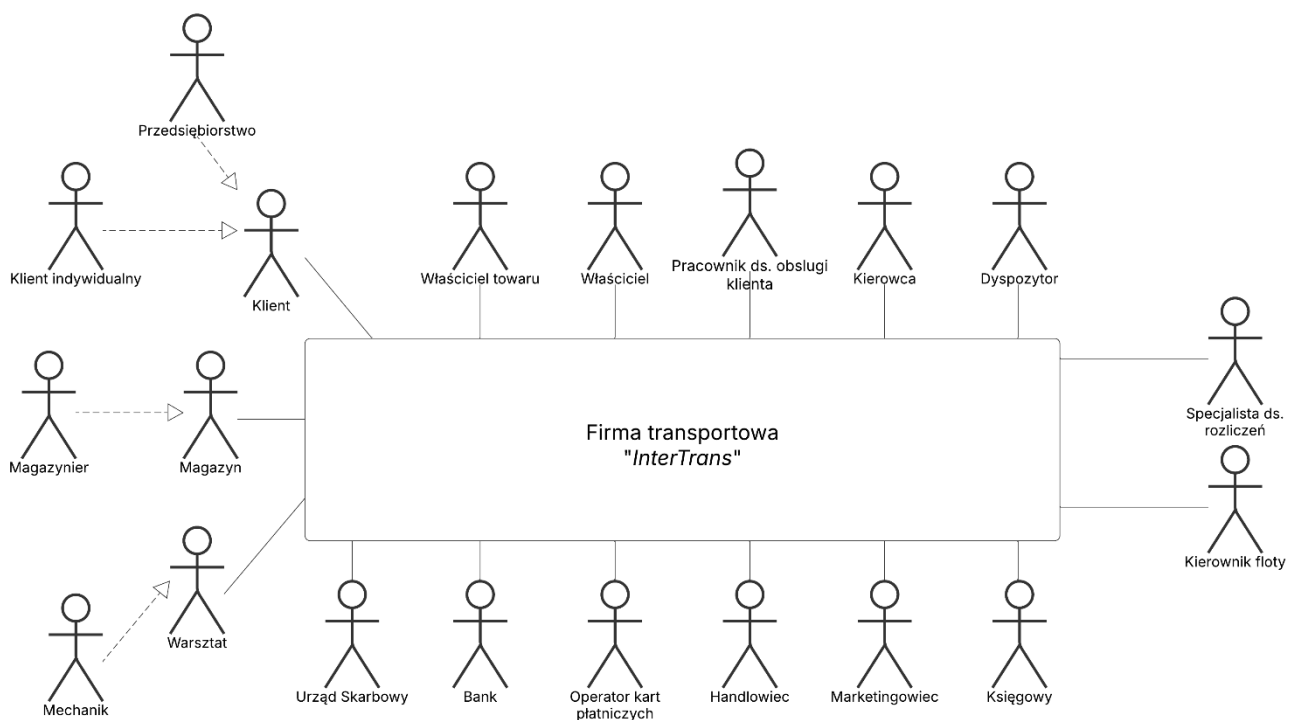 Przedsiębiorstwo
Klient indywidualny
Klient
Właściciel towaru
Właściciel
Pracownik ds. obslugi
klienta
Kierowca
Dyspozytor
Magazynier
Magazyn
Firma transportowa
"InterTrans"
Specjalista ds.
rozliczeń
Kierownik floty
Mechanik
Warsztat
Urząd Skarbowy
Bank
Operator kart
płatniczych
Handlowiec
Marketingowiec
Księgowy